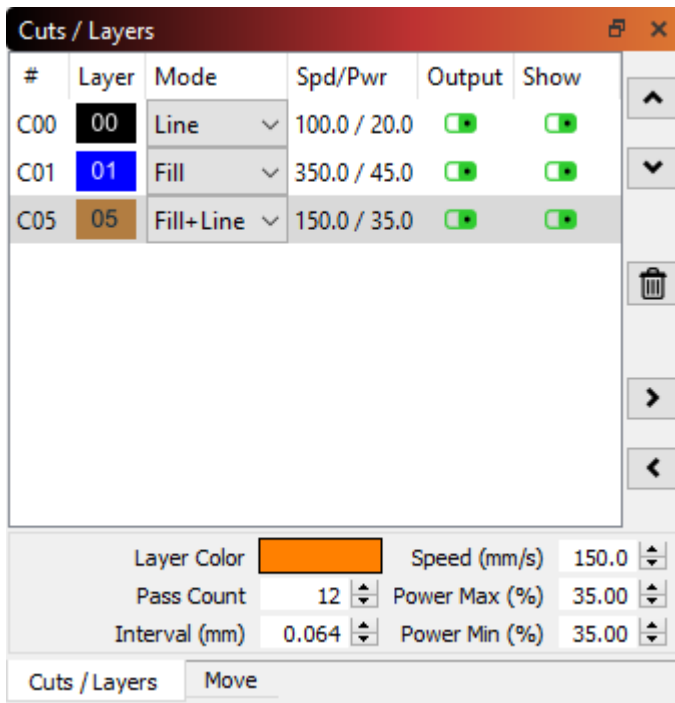 Cuts / Layers
# Layer Mode Spd/Pwr Output Show
C00 00 Line 100.0 / 20.0
C01 01 Fill 350.0 / 45.0
C05 05 Fill+Line 150.0 / 35.0
Layer Color Speed (mm/s) 150.0
Pass Count 12 Power Max (%) 35.00
Interval (mm) 0.064 Power Min (%) 35.00
Cuts / Layers Move